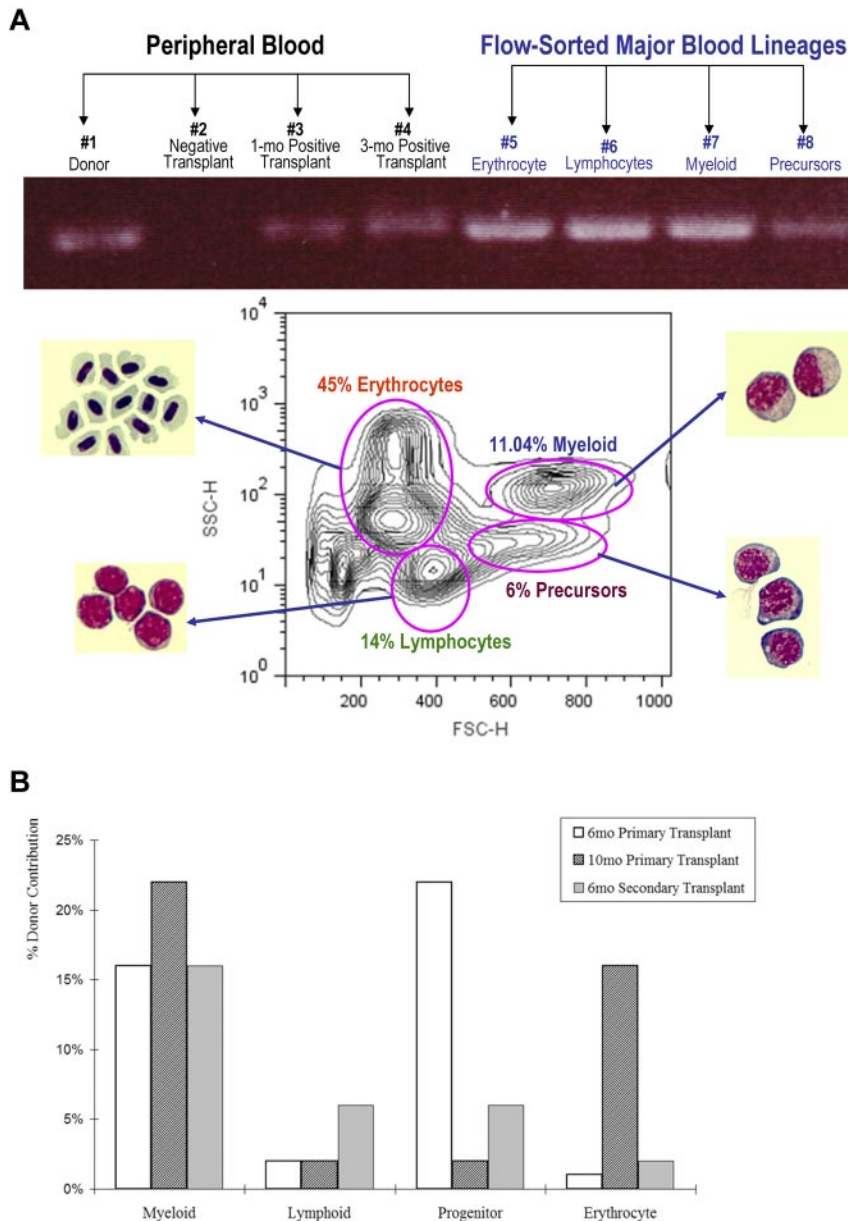 A
Peripheral Blood
Flow-Sorted Major Blood Lineages
#1
Donor
#2
Negative
Transplant
#3
1-mo Positive
Transplant
#4
3-mo Positive
Transplant
#5
Erythrocyte
#6
Lymphocytes
#7
Myeloid
#8
Precursors
10^4
10^3
10^2
10^1
10^0
SSC-H
45% Erythrocytes
11.04% Myeloid
6% Precursors
14% Lymphocytes
200 400 600 800 1000
FSC-H
B
25%
20%
15%
10%
5%
0%
% Donor Contribution
6mo Primary Transplant
10mo Primary Transplant
6mo Secondary Transplant
Myeloid Lymphoid Progenitor Erythrocyte